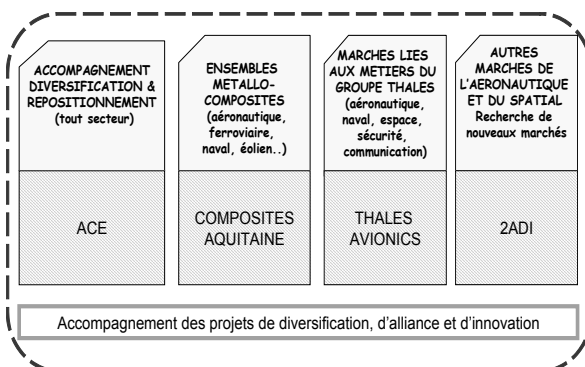 ACCOMPAGNEMENT
DIVERSIFICATION &
REPOSITIONNEMENT
(tout secteur)
ENSEMBLES
METALLO-
COMPOSITES
(aéronautique,
ferroviaire,
naval, éolien..)
MARCHES LIES
AUX METIERS DU
GROUPE THALES
(aéronautique,
naval, espace,
sécurité,
communication)
AUTRES
MARCHES DE
L'AERONAUTIQUE
ET DU SPATIAL
Recherche de
nouveaux marchés
ACE
COMPOSITES
AQUITAINE
THALES
AVIONICS
2ADI
Accompagnement des projets de diversification, d'alliance et d'innovation